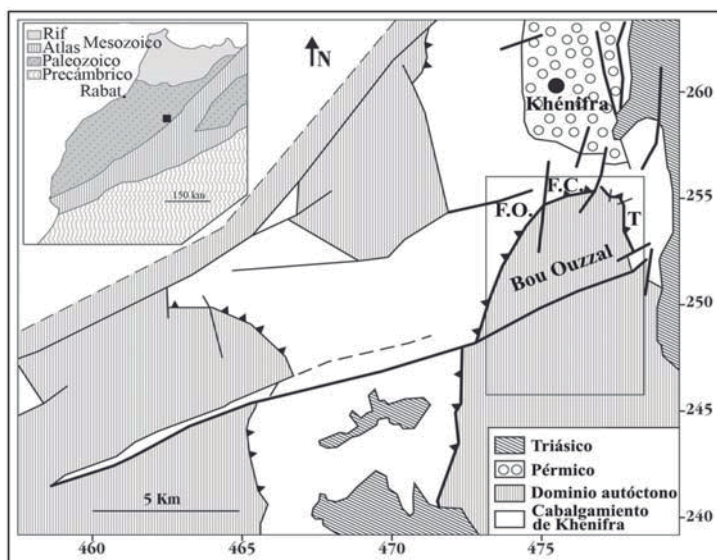 Rif
Atlas Mesozoico
Paleozoico
Precámbrico
Rabat.
150 km
N
Khénifra
F.C.
F.O.
T
Bou Ouzzal
260
255
250
245
240
5 Km
Triásico
Pérmico
Dominio autóctono
Cabalgamiento
de Khénifra
460
465
470
475